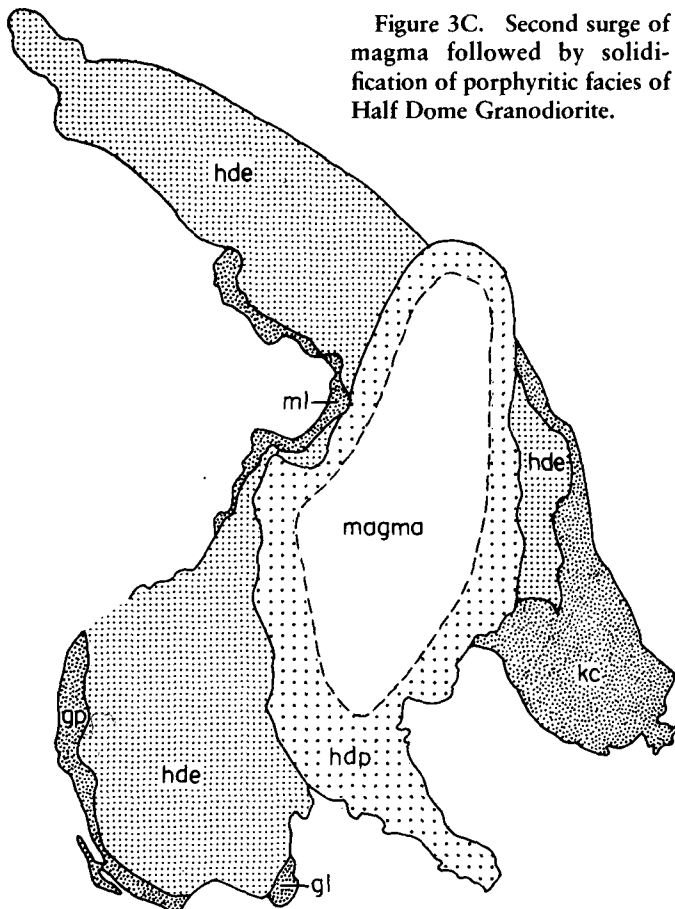 Figure 3C. Second surge of
magma followed by solidi-
fication of porphyritic facies of
Half Dome Granodiorite.
hde
ml
hde
magma
kc
gp
hde
hdp
gl